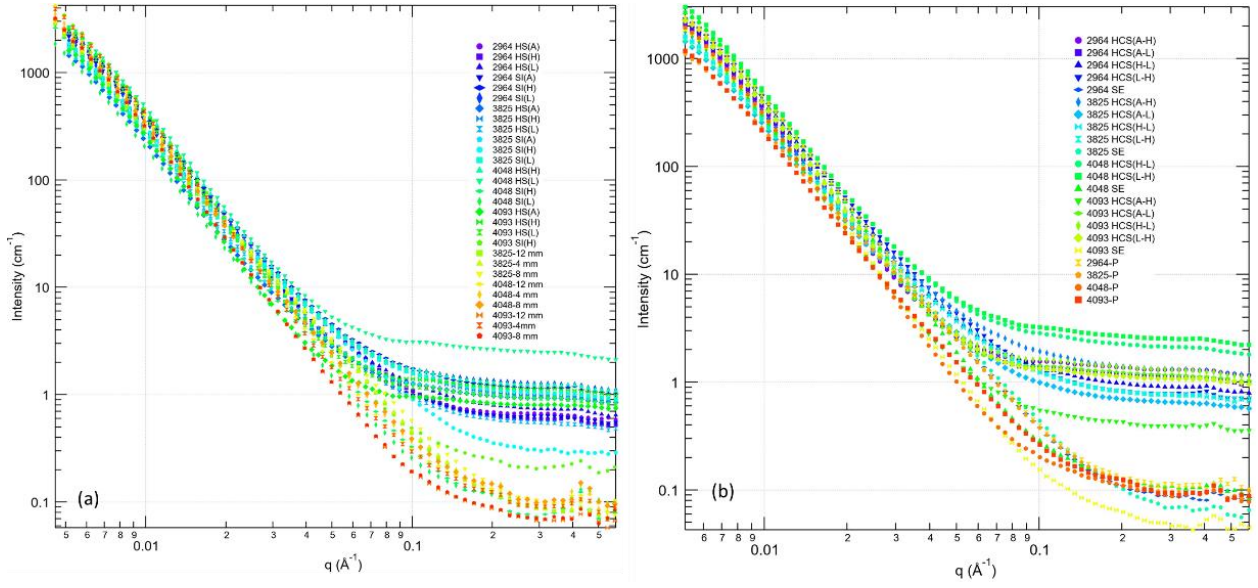 1000
100
10
1
0.1
Intensity (cm⁻¹)
2964 HS(A)
2964 HS(H)
2964 HS(L)
2964 SI(A)
2964 SI(H)
2964 SI(L)
3825 HS(A)
3825 HS(H)
3825 HS(L)
3825 SI(A)
3825 SI(H)
3825 SI(L)
4048 HS(H)
4048 HS(L)
4048 SI(H)
4048 SI(L)
4093 HS(A)
4093 HS(H)
4093 HS(L)
4093 SI(H)
3825-12 mm
3825-4 mm
3825-8 mm
4048-12 mm
4048-4 mm
4048-8 mm
4093-12 mm
4093-4mm
4093-8 mm
(a)
5 6 7 8 9 2 3 4 5 6 7 8 9 2 3 4 5
0.01 0.1
q (Å⁻¹)
1000
100
10
1
0.1
Intensity (cm⁻¹)
2964 HCS(A-H)
2964 HCS(A-L)
2964 HCS(H-L)
2964 HCS(L-H)
2964 SE
3825 HCS(A-H)
3825 HCS(A-L)
3825 HCS(H-L)
3825 HCS(L-H)
3825 SE
4048 HCS(H-L)
4048 HCS(L-H)
4048 SE
4093 HCS(A-H)
4093 HCS(A-L)
4093 HCS(H-L)
4093 HCS(L-H)
4093 SE
2964-P
3825-P
4048-P
4093-P
(b)
6 7 8 9 2 3 4 5 6 7 8 9 2 3 4 5
0.01 0.1
q (Å⁻¹)